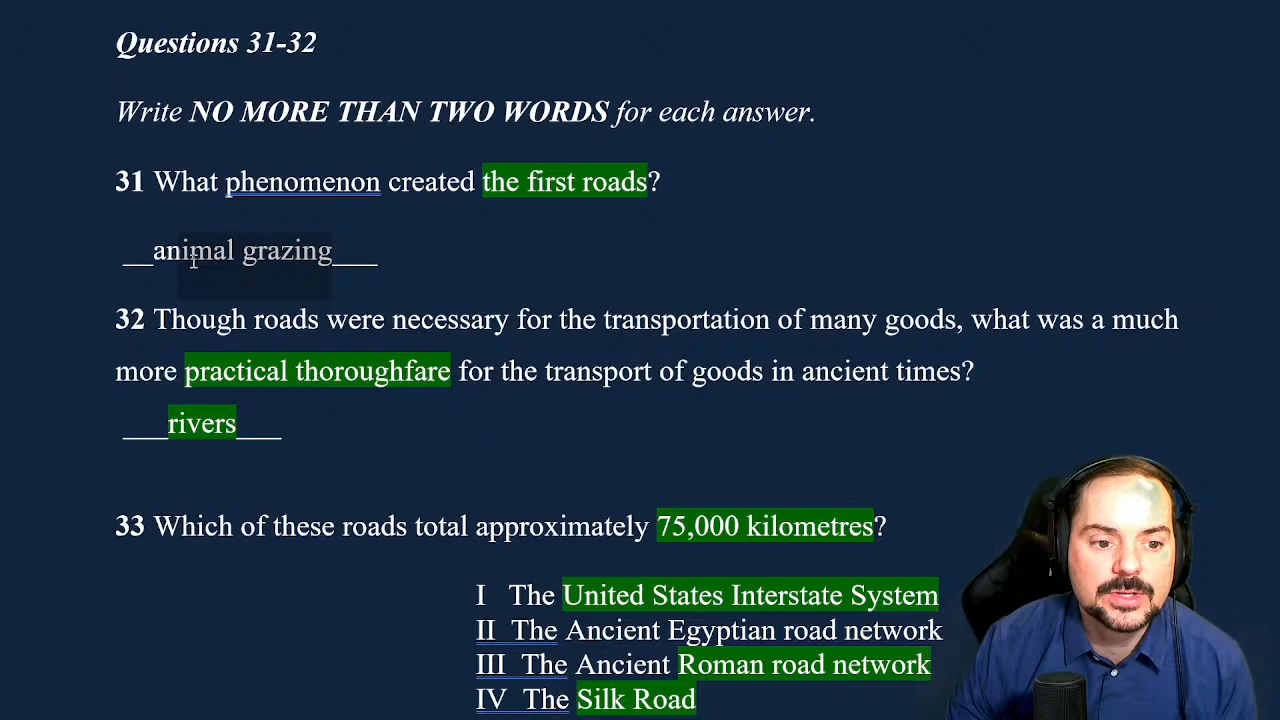 Questions 31-32
Write NO MORE THAN TWO WORDS for each answer.
31 What phenomenon created the first roads?
__animal grazing___
32 Though roads were necessary for the transportation of many goods, what was a much
more practical thoroughfare for the transport of goods in ancient times?
___rivers___
33 Which of these roads total approximately 75,000 kilometres?
I The United States Interstate System
II The Ancient Egyptian road network
III The Ancient Roman road network
IV The Silk Road